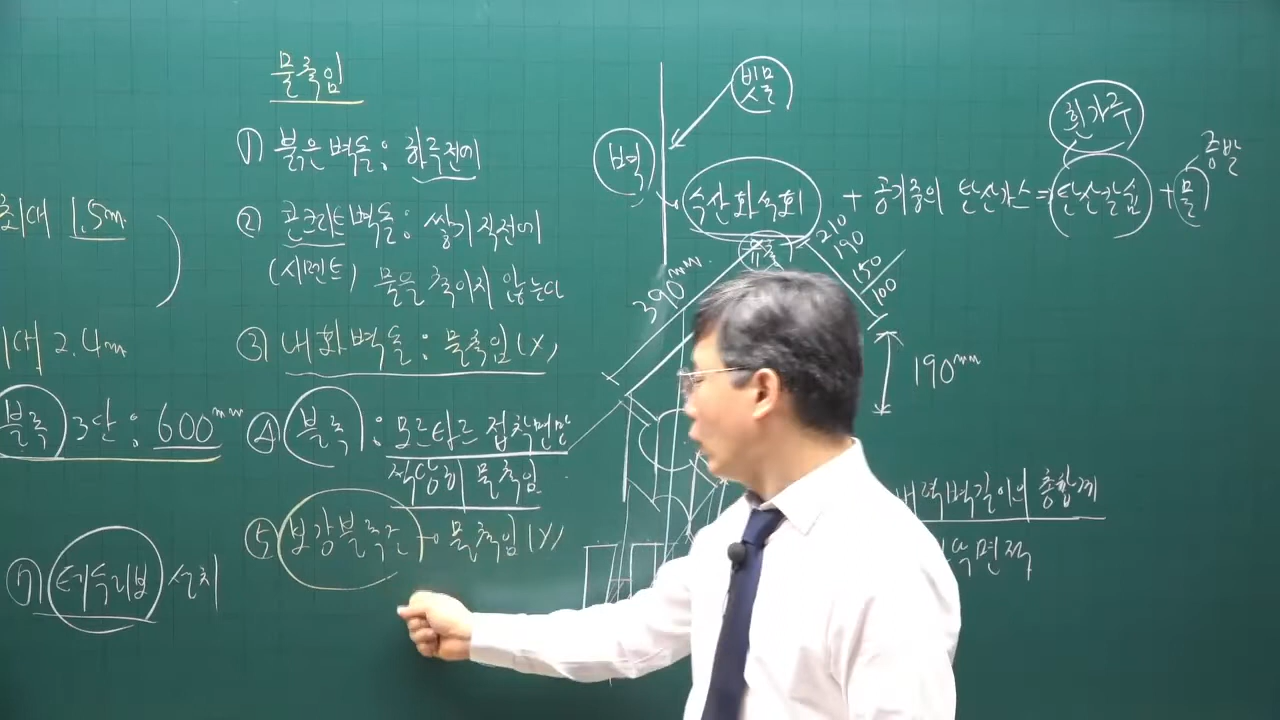 최대 1.5m
대 2.4m
블록 3단 : 600mm
⑦ 테두리보 설치
물축임
① 붉은벽돌 : 하루전에
② 콘크리트벽돌 : 쌓기 직전에
(시멘트) 물을 축이지 않는다
③ 내화벽돌 : 물축임(X)
④ 블록 : 모르타르 접착면만
적당히 물축임
⑤ 보강블록조 → 물축임(X)
빗물
벽
희가루
증발
수산화석회 + 공기중의 탄산가스 = 탄산칼슘 + 물
210
190
150
100
390mm
190mm
내력벽길이의 총합계
면적